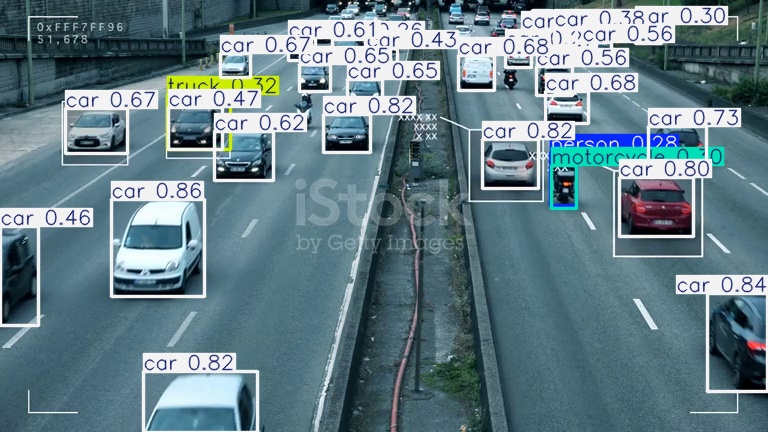 0xFFF7FF96
51,678
car 0.30
car 0.38
car 0.56
car 0.61
car 0.43
car 0.67
car 0.68
car 0.65
car 0.56
car 0.65
truck 0.32
car 0.68
car 0.67
car 0.47
car 0.82
car 0.62
car 0.73
car 0.82
person 0.28
motorcycle 0.70
car 0.80
car 0.86
car 0.46
iStock
by Getty Images
car 0.84
car 0.82